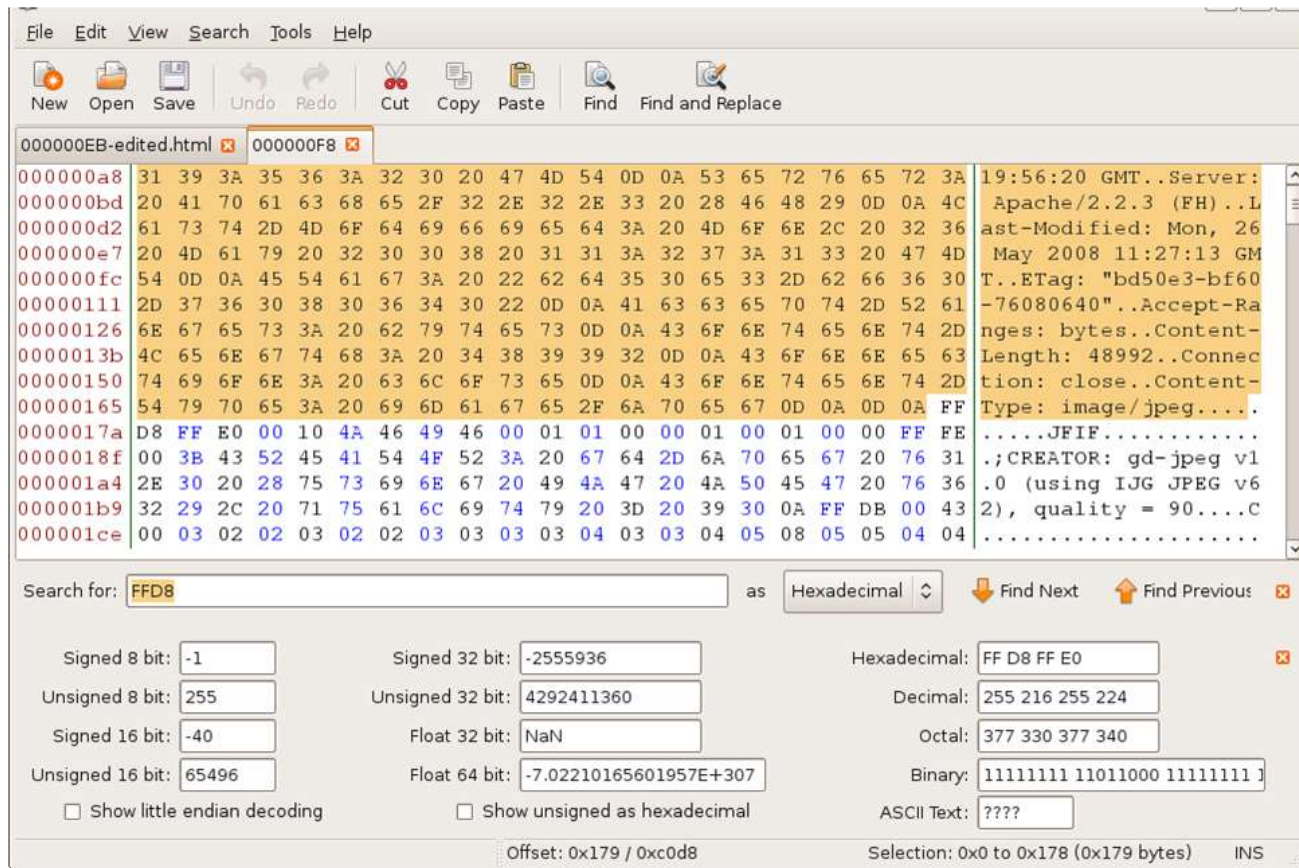 File Edit View Search Tools Help
New Open Save Undo Redo Cut Copy Paste Find Find and Replace
000000EB-edited.html 000000F8
000000a8 31 39 3A 35 36 3A 32 30 20 47 4D 54 0D 0A 53 65 72 76 65 72 3A 19:56:20 GMT..Server:
000000bd 20 41 70 61 63 68 65 2F 32 2E 32 2E 33 20 28 46 48 29 0D 0A 4C Apache/2.2.3 (FH)..L
000000d2 61 73 74 2D 4D 6F 64 69 66 69 65 64 3A 20 4D 6F 6E 2C 20 32 36 ast-Modified: Mon, 26
000000e7 20 4D 61 79 20 32 30 30 38 20 31 31 3A 32 37 3A 31 33 20 47 4D May 2008 11:27:13 GM
000000fc 54 0D 0A 45 54 61 67 3A 20 22 62 64 35 30 65 33 2D 62 66 36 30 T..ETag: "bd50e3-bf60
00000111 2D 37 36 30 38 30 36 34 30 22 0D 0A 41 63 63 65 70 74 2D 52 61 -76080640"..Accept-Ra
00000126 6E 67 65 73 3A 20 62 79 74 65 73 0D 0A 43 6F 6E 74 65 6E 74 2D nges: bytes..Content-
0000013b 4C 65 6E 67 74 68 3A 20 34 38 39 39 32 0D 0A 43 6F 6E 6E 65 63 Length: 48992..Connec
00000150 74 69 6F 6E 3A 20 63 6C 6F 73 65 0D 0A 43 6F 6E 74 65 6E 74 2D tion: close..Content-
00000165 54 79 70 65 3A 20 69 6D 61 67 65 2F 6A 70 65 67 0D 0A 0D 0A FF Type: image/jpeg.....
0000017a D8 FF E0 00 10 4A 46 49 46 00 01 01 00 00 01 00 01 00 00 FF FE .....JFIF............
0000018f 00 3B 43 52 45 41 54 4F 52 3A 20 67 64 2D 6A 70 65 67 20 76 31 .;CREATOR: gd-jpeg v1
000001a4 2E 30 20 28 75 73 69 6E 67 20 49 4A 47 20 4A 50 45 47 20 76 36 .0 (using IJG JPEG v6
000001b9 32 29 2C 20 71 75 61 6C 69 74 79 20 3D 20 39 30 0A FF DB 00 43 2), quality = 90....C
000001ce 00 03 02 02 03 02 02 03 03 03 03 04 03 03 04 05 08 05 05 04 04 .....................
Search for: FFD8 as Hexadecimal Find Next Find Previous
Signed 8 bit: -1 Signed 32 bit: -2555936 Hexadecimal: FF D8 FF E0
Unsigned 8 bit: 255 Unsigned 32 bit: 4292411360 Decimal: 255 216 255 224
Signed 16 bit: -40 Float 32 bit: NaN Octal: 377 330 377 340
Unsigned 16 bit: 65496 Float 64 bit: -7.02210165601957E+307 Binary: 11111111 11011000 11111111 1
Show little endian decoding Show unsigned as hexadecimal ASCII Text: ????
Offset: 0x179 / 0xc0d8 Selection: 0x0 to 0x178 (0x179 bytes) INS